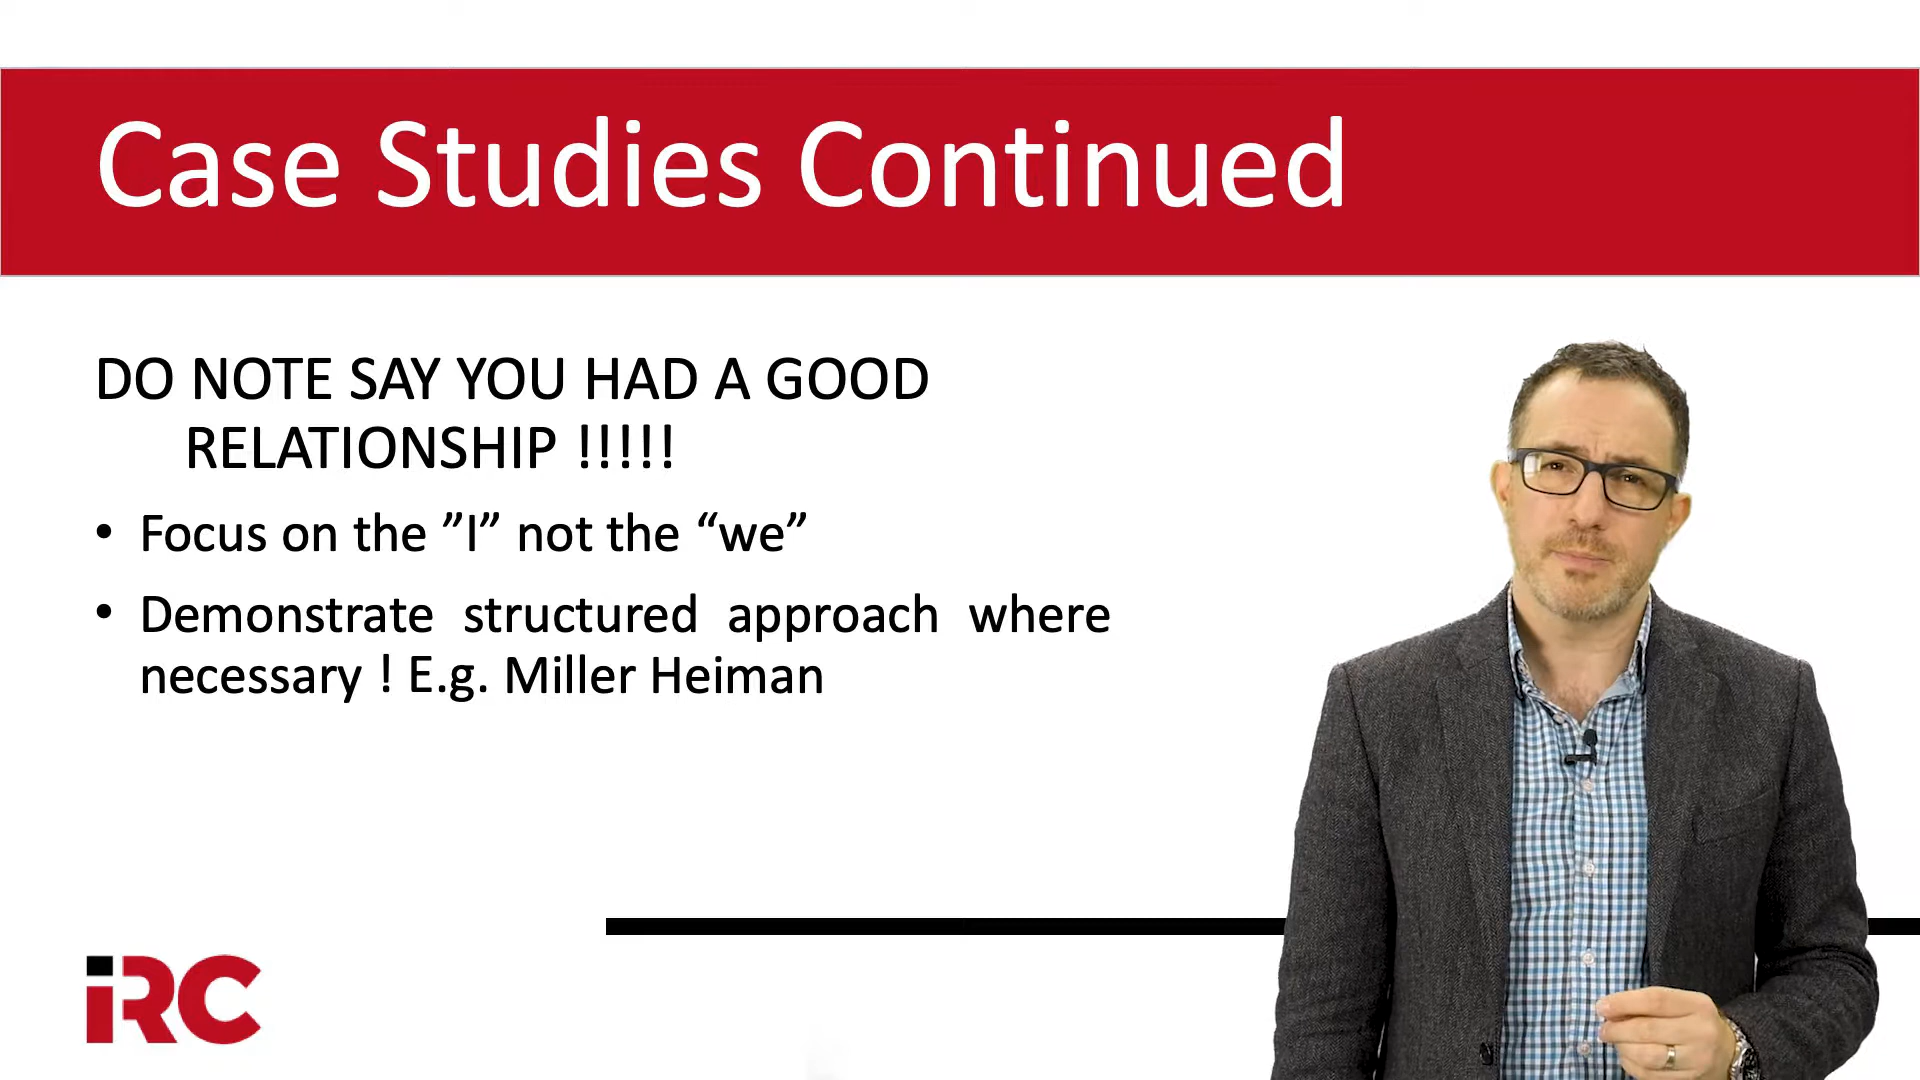 Case Studies Continued
DO NOTE SAY YOU HAD A GOOD
RELATIONSHIP !!!!!
• Focus on the ”I” not the “we”
• Demonstrate structured approach where
necessary ! E.g. Miller Heiman
iRC